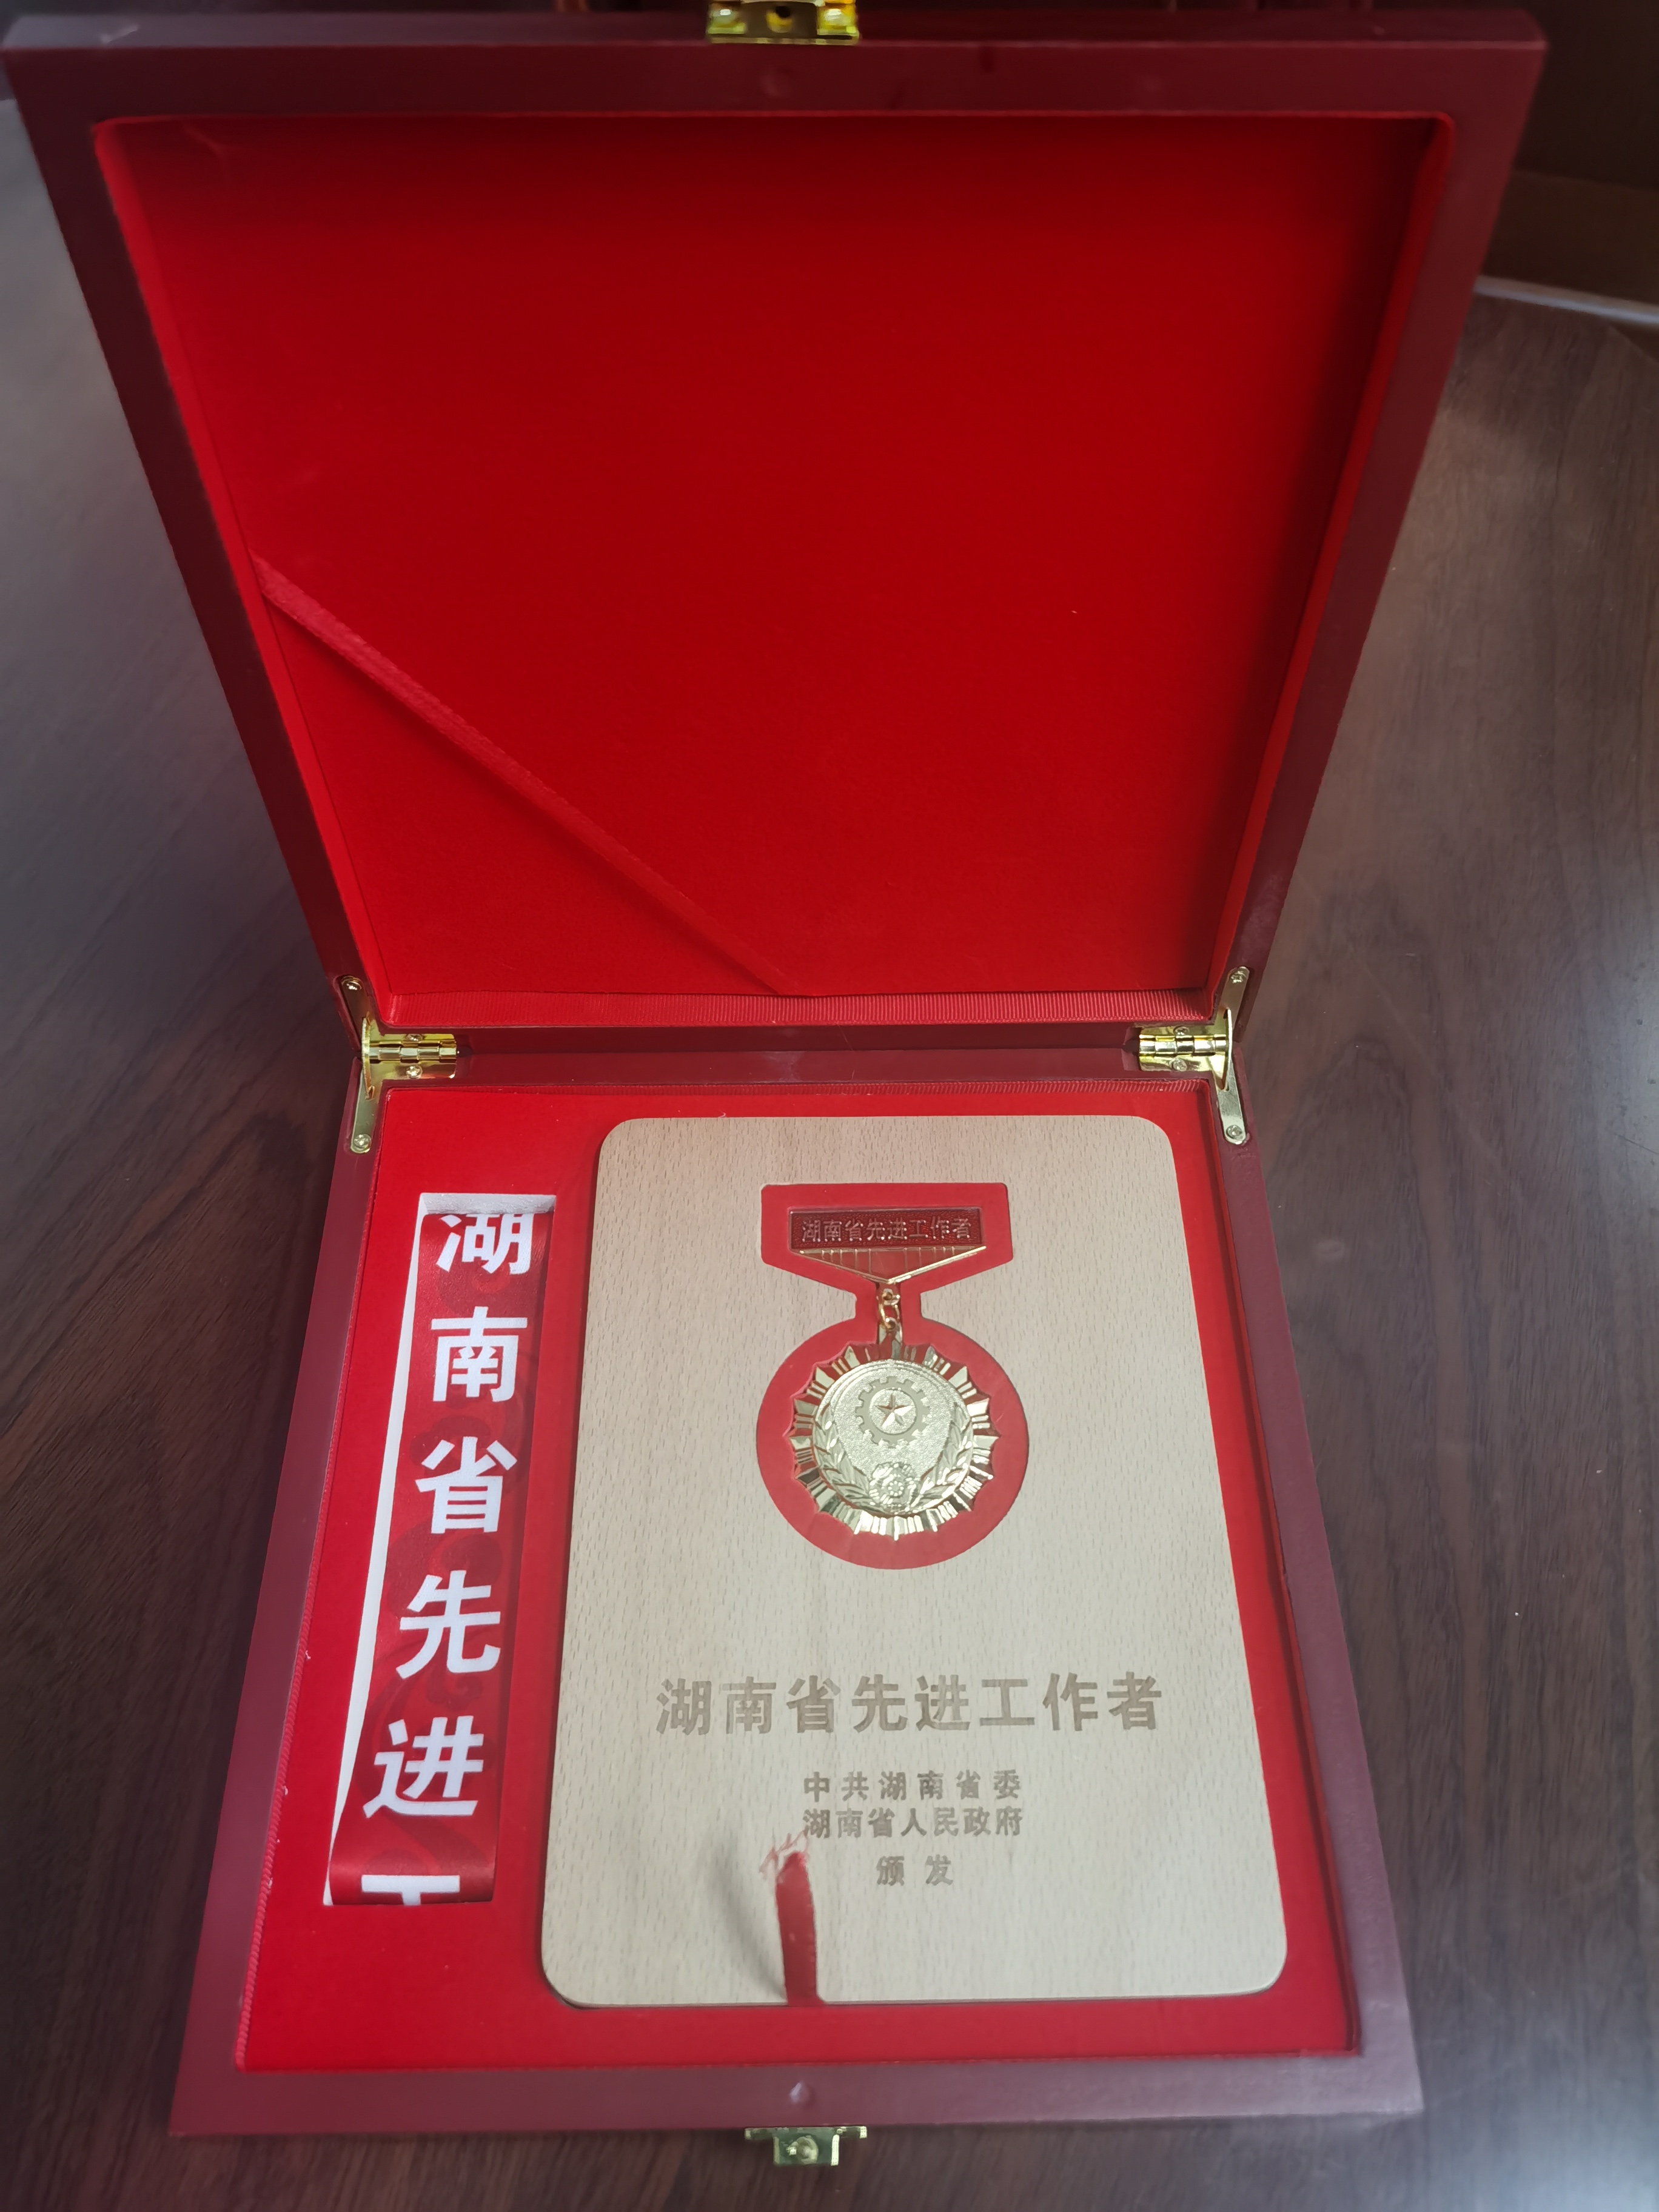 湖南省先进工
湖南省先进工作者
湖南省先进工作者
中共湖南省委
湖南省人民政府
颁发